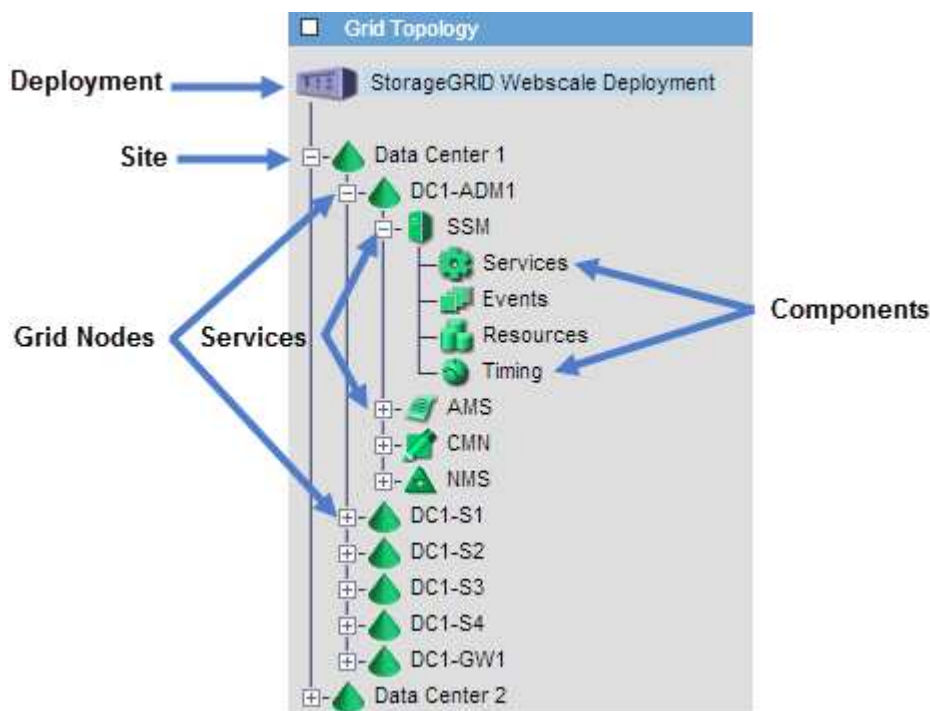 Grid Topology
Deployment
StorageGRID Webscale Deployment
Site
Data Center 1
DC1-ADM1
SSM
Services
Events
Components
Grid Nodes
Services
Resources
Timing
AMS
CMN
NMS
DC1-S1
DC1-S2
DC1-S3
DC1-S4
DC1-GW1
Data Center 2